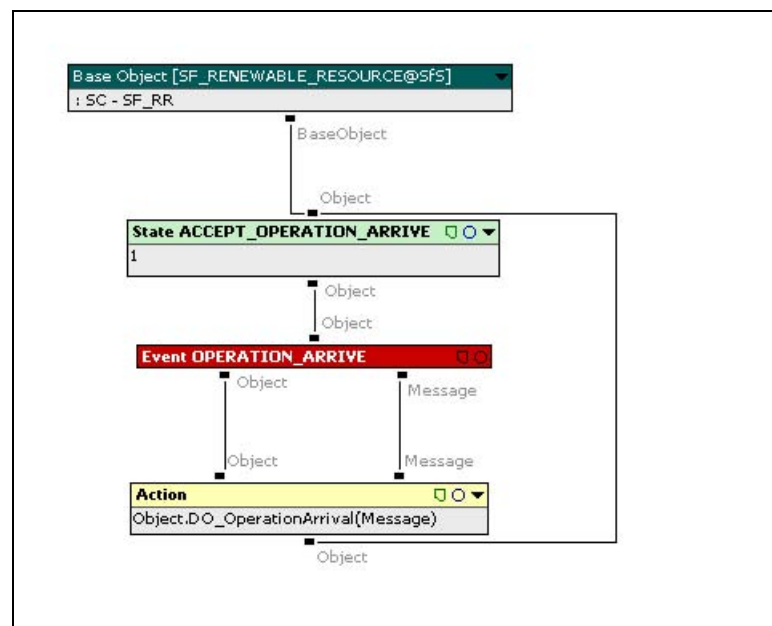 Base Object [SF_RENEWABLE_RESOURCE@SfS]
: SC - SF_RR
BaseObject
Object
State ACCEPT_OPERATION_ARRIVE
1
Object
Object
Event OPERATION_ARRIVE
Object
Message
Object
Message
Action
Object.DO_OperationArrival(Message)
Object